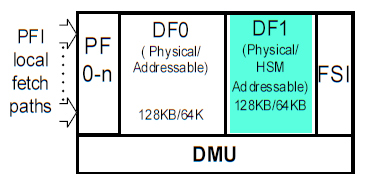 PFI
local
fetch
paths
PF
0-n
DF0
( Physical/
Addressable)
128KB/64K
DF1
(Physical/
HSM
Addressable)
128KB/64KB
FSI
DMU